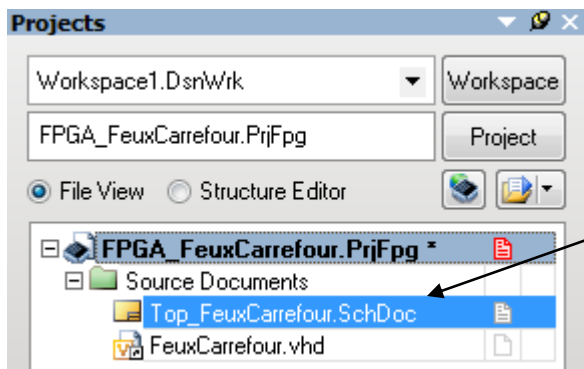 Projects
Workspace1.DsnWrk
Workspace
FPGA_FeuxCarrefour.PrjFpg
Project
File View
Structure Editor
FPGA_FeuxCarrefour.PrjFpg *
Source Documents
Top_FeuxCarrefour.SchDoc
FeuxCarrefour.vhd